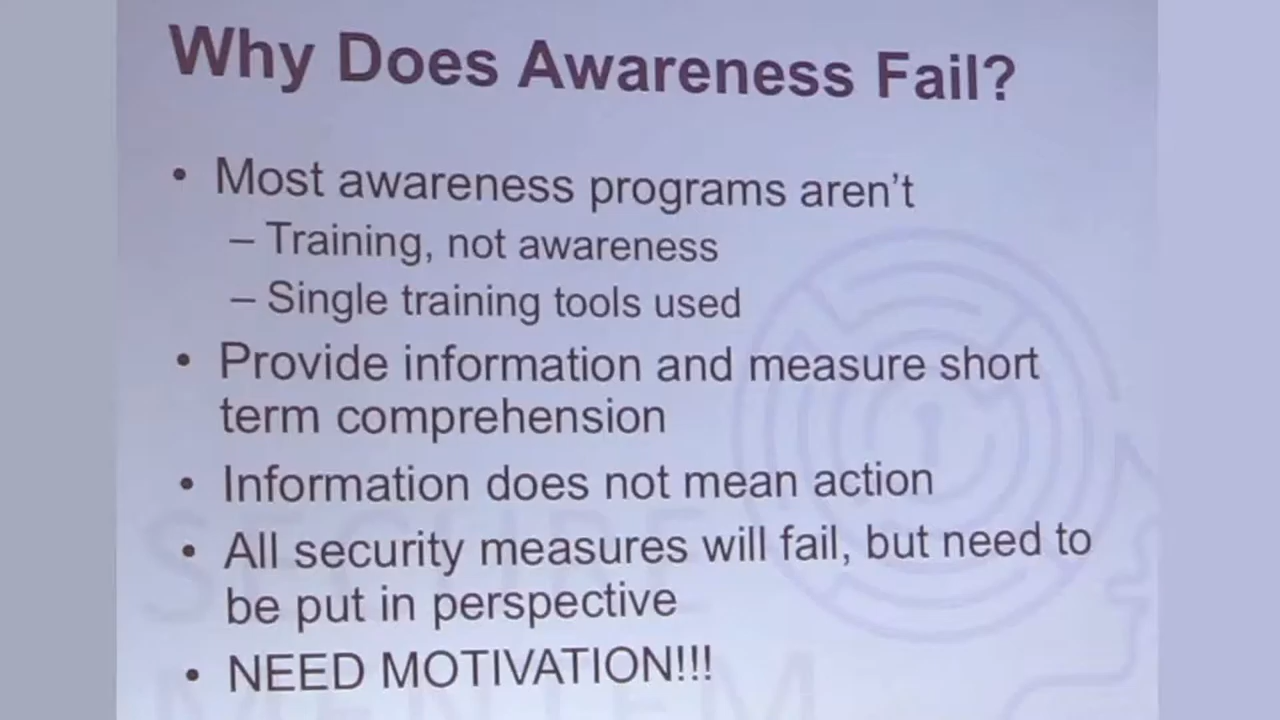 Why Does Awareness Fail?
• Most awareness programs aren't
– Training, not awareness
– Single training tools used
• Provide information and measure short
term comprehension
• Information does not mean action
• All security measures will fail, but need to
be put in perspective
• NEED MOTIVATION!!!
SECURE
MENTEM